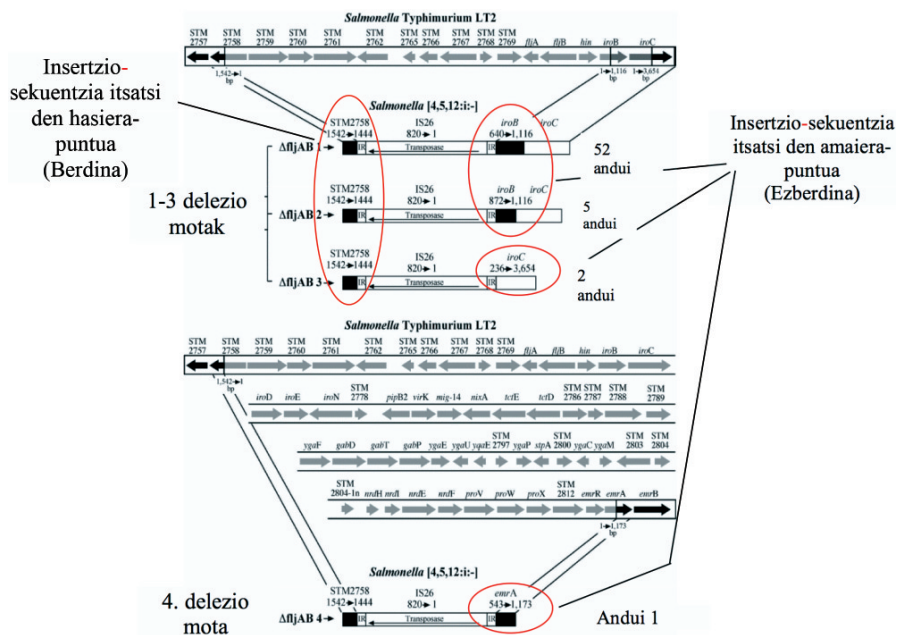 Salmonella Typhimurium LT2
STM STM STM STM STM STM STM STM STM STM STM STM
2757 2758 2759 2760 2761 2762 2765 2766 2767 2768 2769 fljA fljB hin iroB iroC
1,542→1 bp
1→1,116 bp
1→3,651 bp
Salmonella [4,5,12:i:-]
Insertzio-
sekuentzia itsatsi
den hasiera-
puntua
(Berdina)
STM2758 IS26 iroB iroC
1542→1444 820→1 640→1,116
ΔfljAB 1 IR Transposase IR
52
andui
Insertzio-sekuentzia
itsatsi den amaiera-
puntua
(Ezberdina)
1-3 delezio
motak
STM2758 IS26 iroB iroC
1542→1444 820→1 872→1,116
ΔfljAB 2 IR Transposase IR
5
andui
STM2758 IS26 iroC
1542→1444 820→1 236→3,654
ΔfljAB 3 IR Transposase IR
2
andui
Salmonella Typhimurium LT2
STM STM STM STM STM STM STM STM STM STM STM
2757 2758 2759 2760 2761 2762 2765 2766 2767 2768 2769 fljA fljB hin iroB iroC
1,542→1 bp
iroD iroE iroN STM 2778 pipB2 virK mig-14 nixA tctE tctD STM 2786 STM 2787 STM 2788 STM 2789
ygaF gabD gabT gabP ygaE ygaU yqaE STM 2797 ygaP stpA STM 2800 ygaC ygaM STM 2803 STM 2804
STM 2804-1n nrdH nrdI nrdE nrdF proV proW proX STM 2812 emrR emrA emrB
1→1,173 bp
Salmonella [4,5,12:i:-]
STM2758 IS26 emrA
1542→1444 820→1 543→1,173
4. delezio
mota
ΔfljAB 4 IR Transposase IR
Andui 1